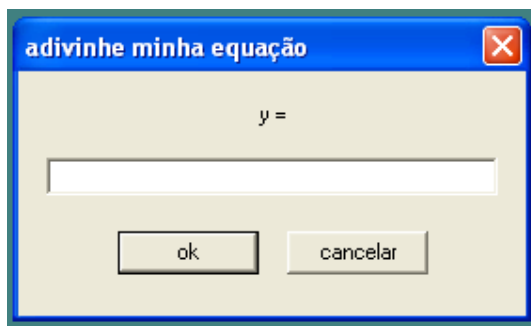 adivinhe minha equação
y =
ok
cancelar